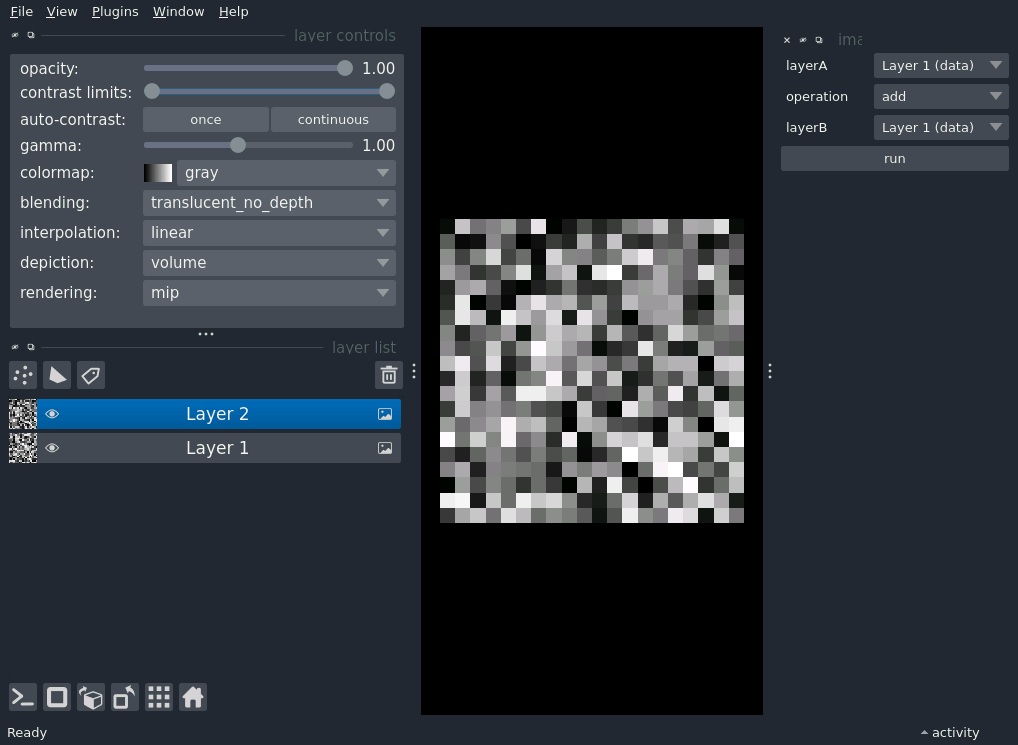 File View Plugins Window Help
layer controls
opacity: 1.00
contrast limits:
auto-contrast: once continuous
gamma: 1.00
colormap: gray
blending: translucent_no_depth
interpolation: linear
depiction: volume
rendering: mip
layer list
Layer 2
Layer 1
ima
layerA Layer 1 (data)
operation add
layerB Layer 1 (data)
run
Ready
activity